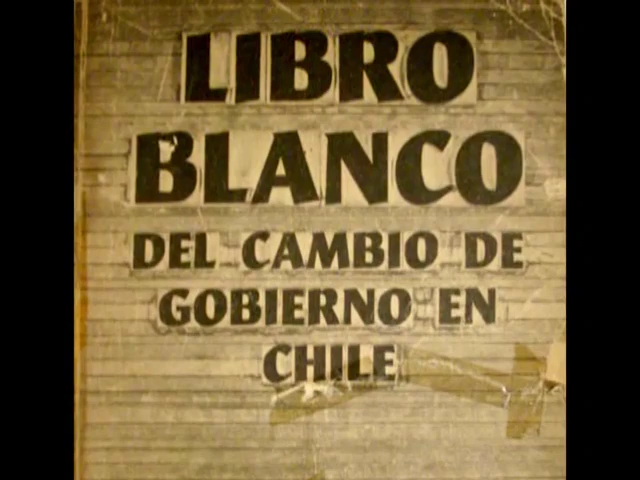 LIBRO
BLANCO
DEL CAMBIO DE
GOBIERNO EN
CHILE